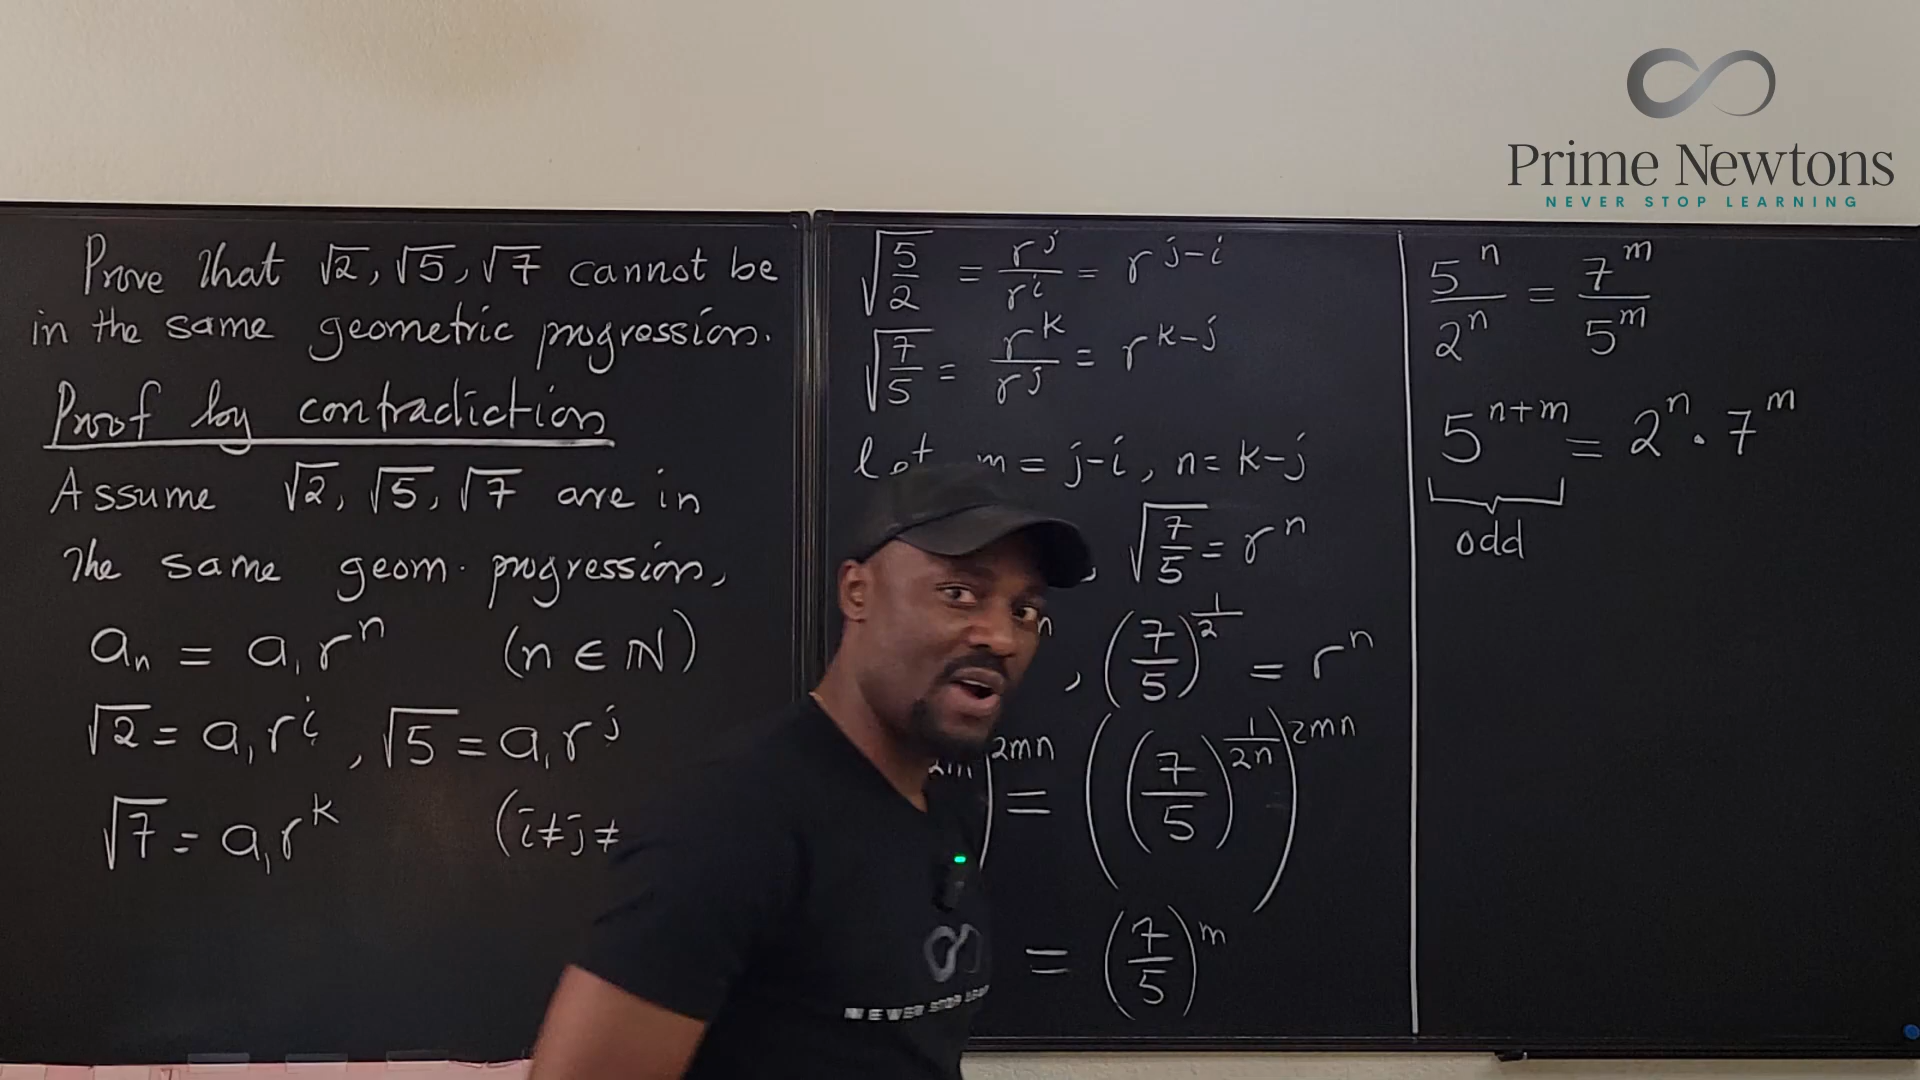 Prime Newtons
NEVER STOP LEARNING
Prove that √2, √5, √7 cannot be
in the same geometric progression.
Proof by contradiction
Assume √2, √5, √7 are in
the same geom. progression,
aₙ = a₁rⁿ (n ∈ ℕ)
√2 = a₁rⁱ, √5 = a₁rʲ
√7 = a₁rᵏ (i≠j≠
√(5/2) = rʲ/rⁱ = rʲ⁻ⁱ
√(7/5) = rᵏ/rʲ = rᵏ⁻ʲ
let m = j-i, n = k-j
, √(7/5) = rⁿ
, (7/5)^(1/2) = rⁿ
2mn = ((7/5)^(1/2n))^2mn
= (7/5)^m
5ⁿ/2ⁿ = 7ᵐ/5ᵐ
5ⁿ⁺ᵐ = 2ⁿ · 7ᵐ
odd
NEVER STOP